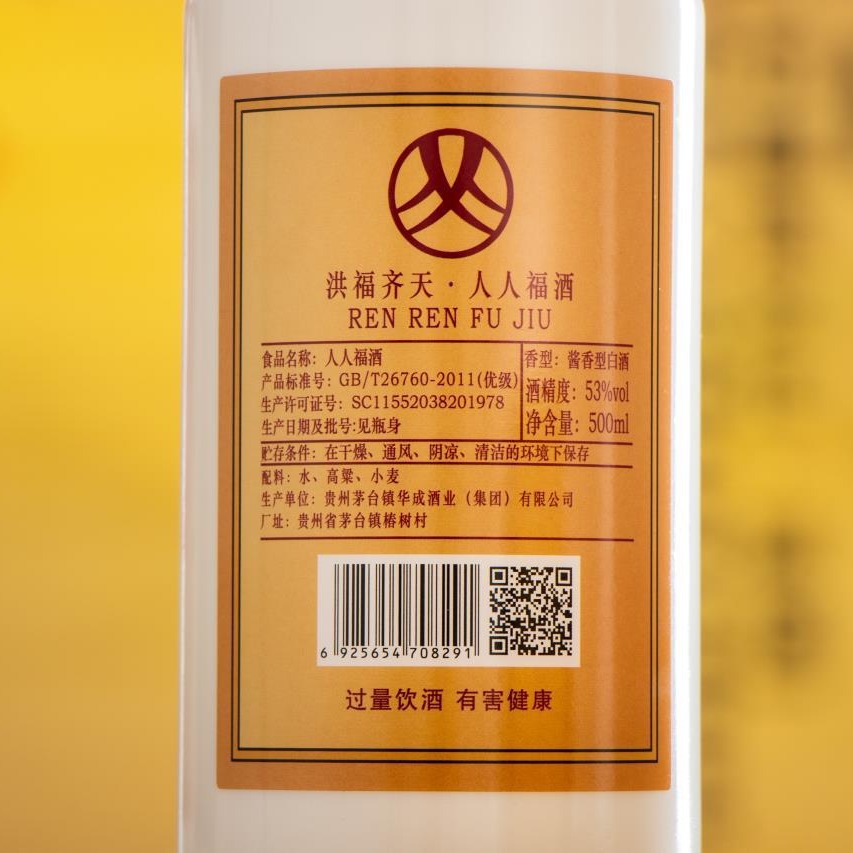 洪福齐天·人人福酒
REN REN FU JIU
食品名称：人人福酒
产品标准号：GB/T26760-2011(优级)
生产许可证号：SC11552038201978
生产日期及批号:见瓶身
香型：酱香型白酒
酒精度：53%vol
净含量：500ml
贮存条件：在干燥、通风、阴凉、清洁的环境下保存
配料：水、高粱、小麦
生产单位：贵州茅台镇华成酒业（集团）有限公司
厂址：贵州省茅台镇椿树村
6 925654 708291
过量饮酒 有害健康